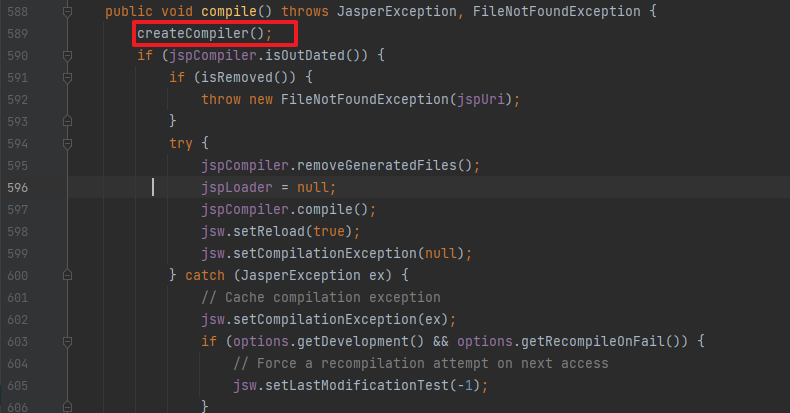 588 public void compile() throws JasperException, FileNotFoundException {
589 createCompiler();
590 if (jspCompiler.isOutDated()) {
591 if (isRemoved()) {
592 throw new FileNotFoundException(jspUri);
593 }
594 try {
595 jspCompiler.removeGeneratedFiles();
596 jspLoader = null;
597 jspCompiler.compile();
598 jsw.setReload(true);
599 jsw.setCompilationException(null);
600 } catch (JasperException ex) {
601 // Cache compilation exception
602 jsw.setCompilationException(ex);
603 if (options.getDevelopment() && options.getRecompileOnFail()) {
604 // Force a recompilation attempt on next access
605 jsw.setLastModificationTest(-1);
606 }